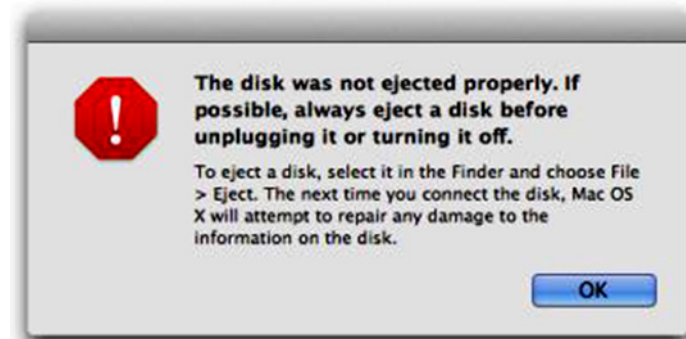 The disk was not ejected properly. If
possible, always eject a disk before
unplugging it or turning it off.
To eject a disk, select it in the Finder and choose File
> Eject. The next time you connect the disk, Mac OS
X will attempt to repair any damage to the
information on the disk.
OK